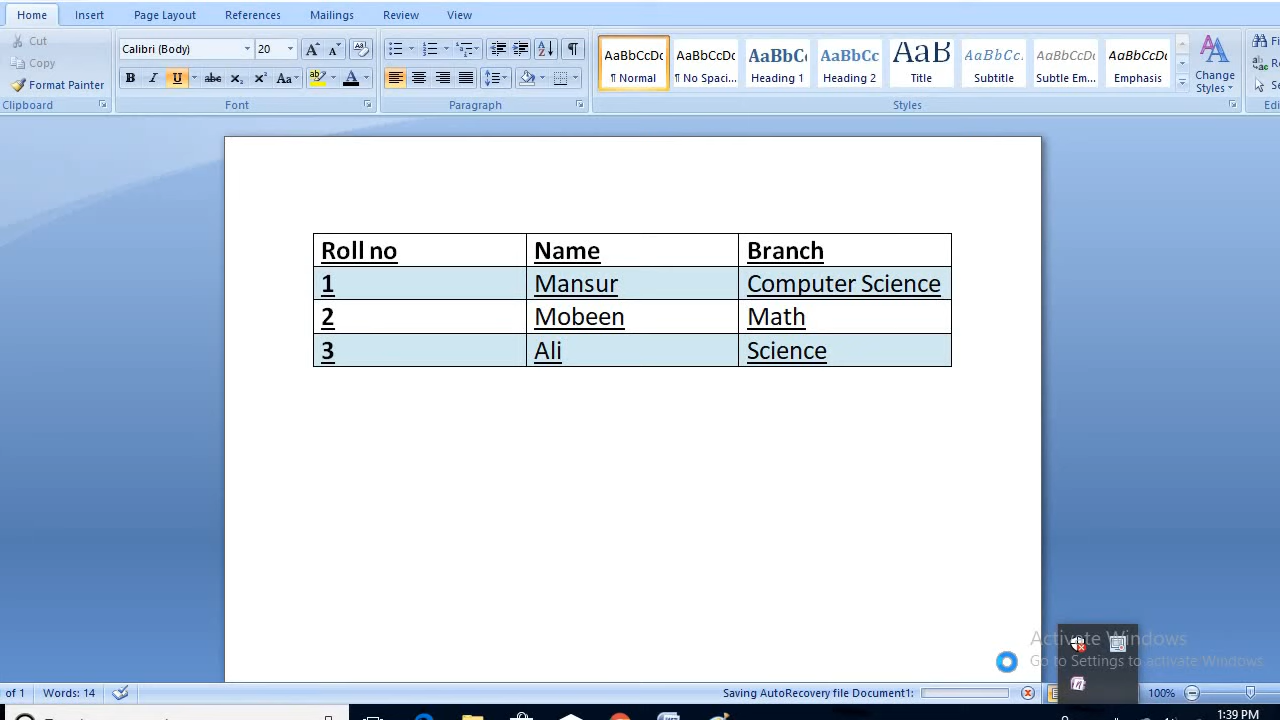 Home Insert Page Layout References Mailings Review View
Cut
Copy
Format Painter
Clipboard
Calibri (Body) 20
Font
Paragraph
AaBbCcDc AaBbCcDc AaBbCc AaBbCc AaB AaBbCc. AaBbCcDc AaBbCcDc
¶ Normal ¶ No Spaci... Heading 1 Heading 2 Title Subtitle Subtle Em... Emphasis
Change
Styles
Styles
Roll no Name Branch
1 Mansur Computer Science
2 Mobeen Math
3 Ali Science
Activate Windows
Go to Settings to activate Windows.
of 1 Words: 14 Saving AutoRecovery file Document1: 100%
1:39 PM